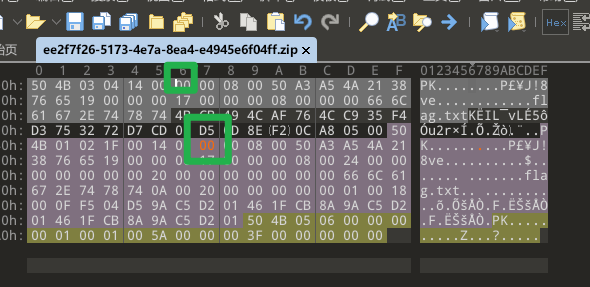 始页
ee2f7f26-5173-4e7a-8ea4-e4945e6f04ff.zip ×
Hex
0 1 2 3 4 5 7 8 9 A B C D E F 0123456789ABCDEF
0h: 50 4B 03 04 14 00 00 08 00 50 A3 A5 4A 21 38 PK........P£¥J!8
0h: 76 65 19 00 00 00 17 00 00 00 08 00 00 00 66 6C ve............fl
0h: 61 67 2E 74 78 74 4B CB 49 4C AF 76 4C C9 35 F4 ag.txtKËIL¯vLÉ5ô
0h: D3 75 32 72 D7 CD D5 8E F2 0C A8 05 00 50
0h: 4B 01 02 1F 00 14 00 00 08 00 50 A3 A5 4A 21 K..........P£¥J!
0h: 38 76 65 19 00 00 00 17 00 00 00 08 00 24 00 00 8ve..........$..
0h: 00 00 00 00 00 00 20 00 00 00 00 00 00 66 6C 61 ...... ......fla
0h: 67 2E 74 78 74 0A 00 20 00 00 00 00 00 01 00 18 g.txt.. ........
0h: 00 0F F5 04 D5 9A C5 D2 01 46 1F CB 8A 9A C5 D2 ..õ.ÕšÅÒ.F.ËŠšÅÒ
0h: 01 46 1F CB 8A 9A C5 D2 01 50 4B 05 06 00 00 00 .F.ËŠšÅÒ.PK.....
0h: 00 01 00 01 00 5A 00 00 00 3F 00 00 00 00 00 .....Z...?.....